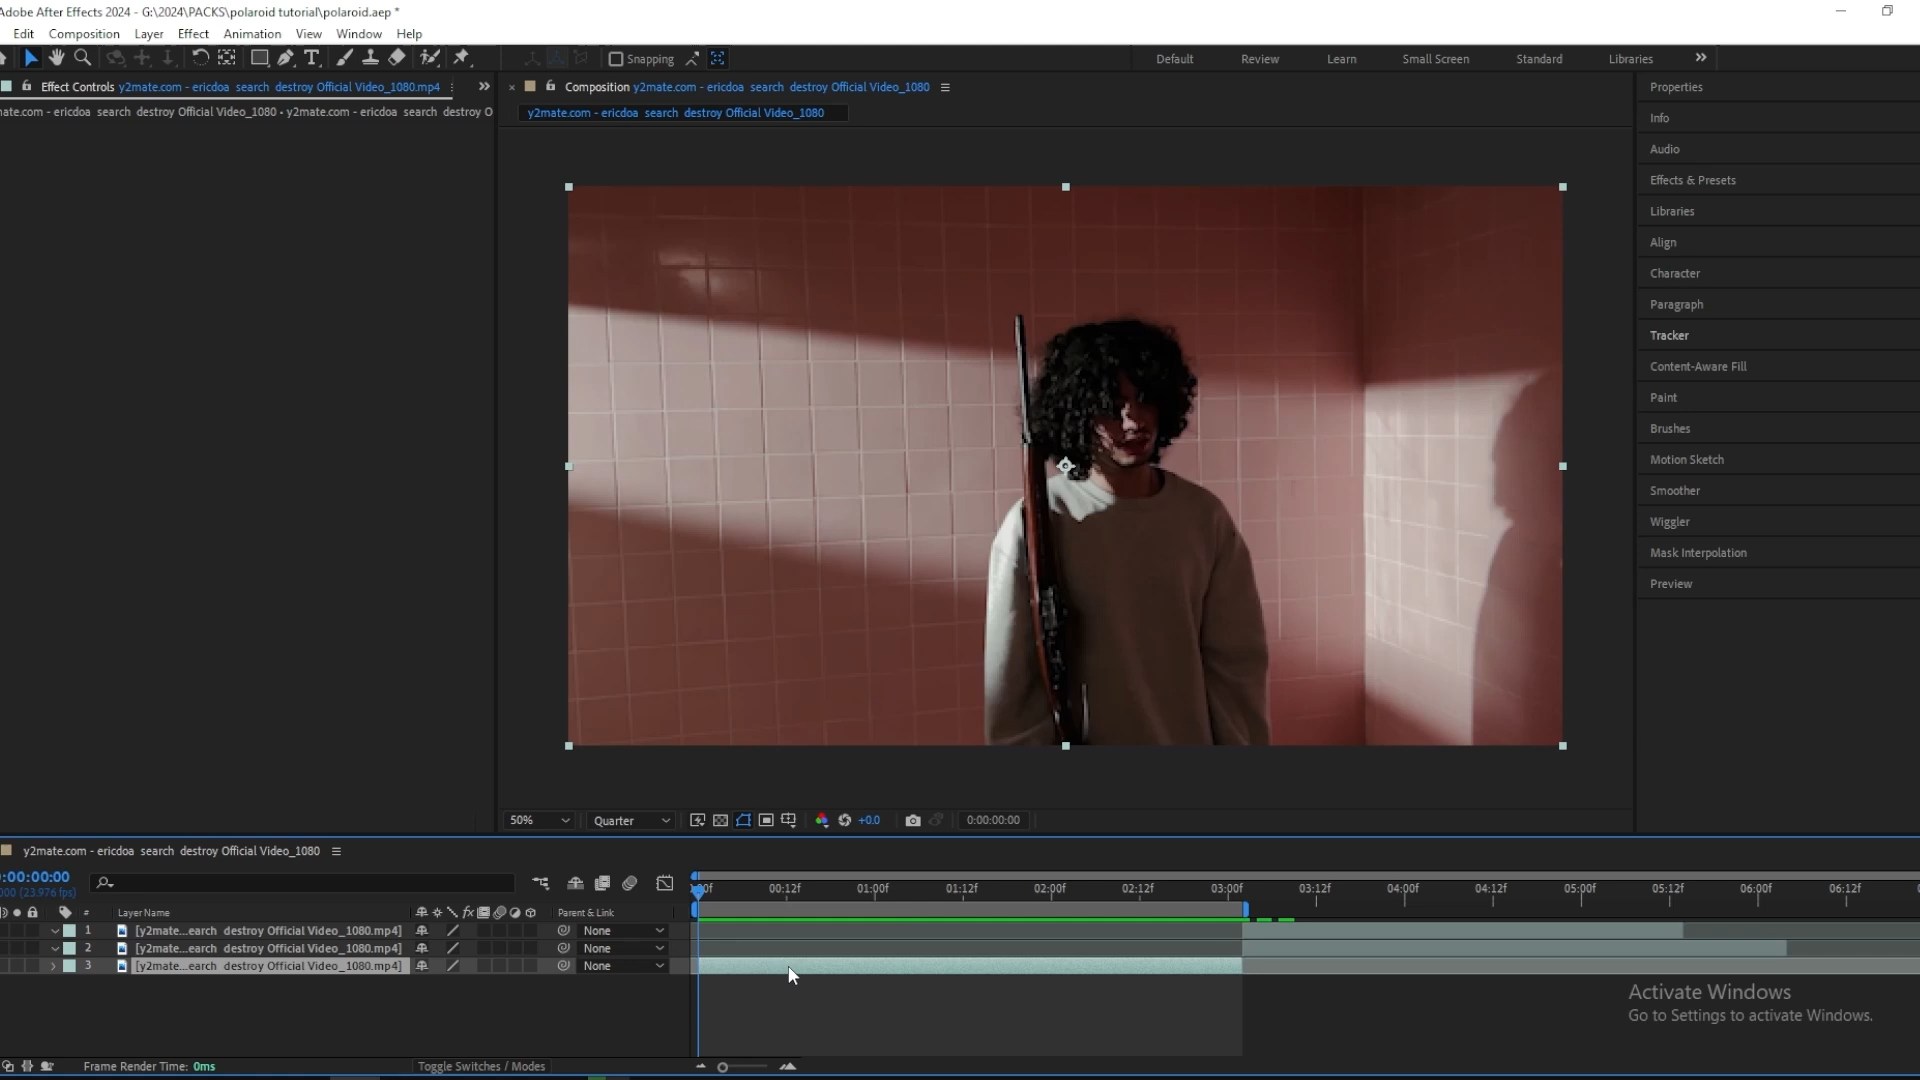 Adobe After Effects 2024 - G:\2024\PACKS\polaroid tutorial\polaroid.aep *
Edit Composition Layer Effect Animation View Window Help
Snapping Default Review Learn Small Screen Standard Libraries
Effect Controls y2mate.com - ericdoa search destroy Official Video_1080.mp4
Composition y2mate.com - ericdoa search destroy Official Video_1080
ate.com - ericdoa search destroy Official Video_1080 • y2mate.com - ericdoa search destroy O
y2mate.com - ericdoa search destroy Official Video_1080
Properties
Info
Audio
Effects & Presets
Libraries
Align
Character
Paragraph
Tracker
Content-Aware Fill
Paint
Brushes
Motion Sketch
Smoother
Wiggler
Mask Interpolation
Preview
50% Quarter +0.0 0:00:00:00
y2mate.com - ericdoa search destroy Official Video_1080
:00:00:00
000 (23.976 fps)
00f 00:12f 01:00f 01:12f 02:00f 02:12f 03:00f 03:12f 04:00f 04:12f 05:00f 05:12f 06:00f 06:12f
# Layer Name fx Parent & Link
1 [y2mate...earch destroy Official Video_1080.mp4] None
2 [y2mate...earch destroy Official Video_1080.mp4] None
3 [y2mate...earch destroy Official Video_1080.mp4] None
Activate Windows
Go to Settings to activate Windows.
Frame Render Time: 0ms Toggle Switches / Modes